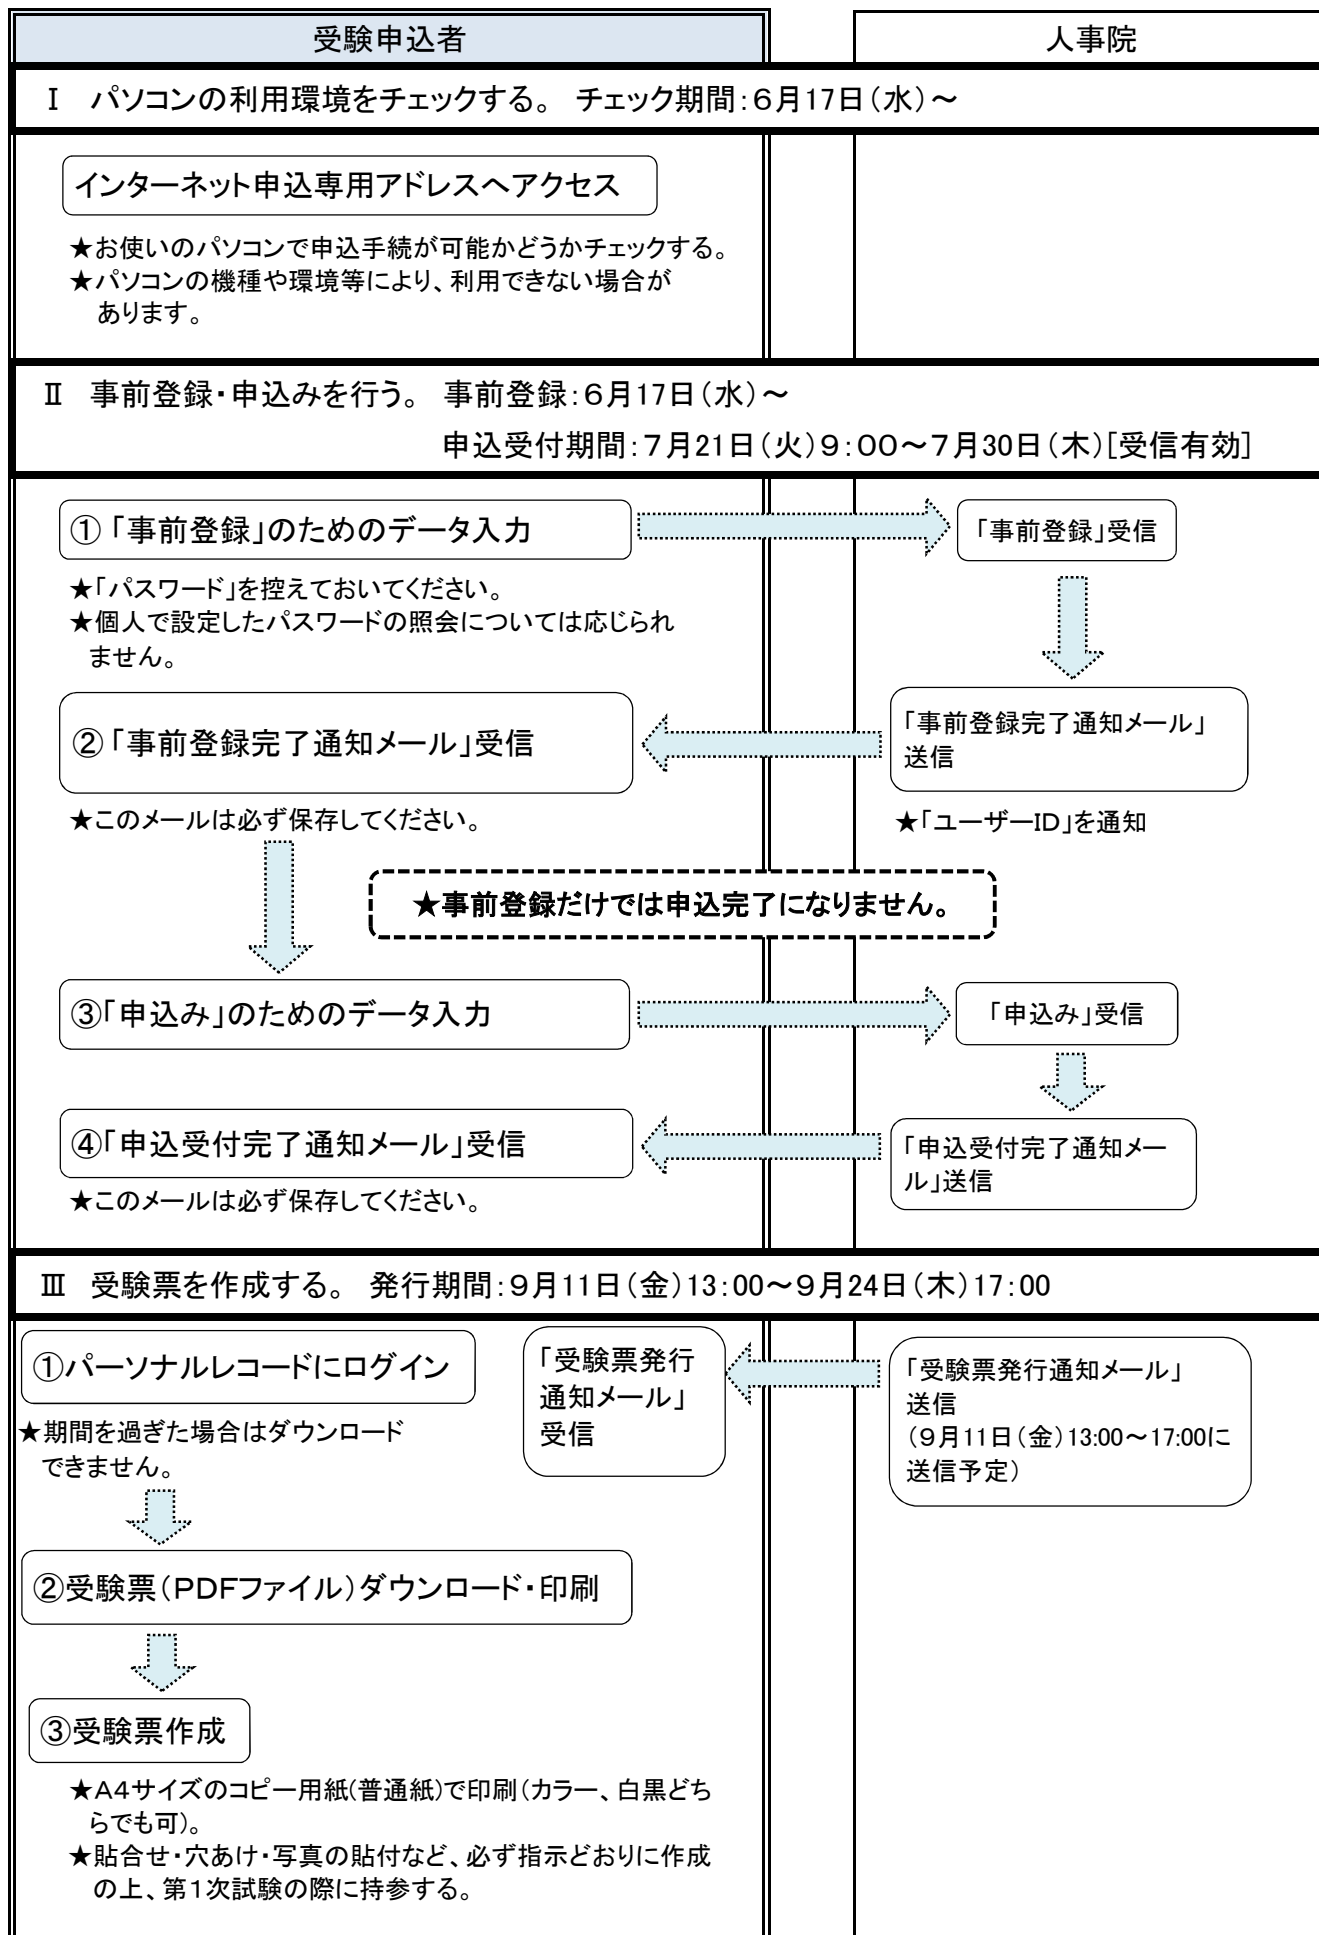 受験申込者
人事院
Ⅰ　パソコンの利用環境をチェックする。　チェック期間：６月17日（水）～
インターネット申込専用アドレスへアクセス
★お使いのパソコンで申込手続が可能かどうかチェックする。
★パソコンの機種や環境等により、利用できない場合が
あります。
Ⅱ　事前登録・申込みを行う。　事前登録：６月17日（水）～
申込受付期間：７月21日（火）９：００～７月30日（木）[受信有効]
①「事前登録」のためのデータ入力
「事前登録」受信
★「パスワード」を控えておいてください。
★個人で設定したパスワードの照会については応じられ
ません。
②「事前登録完了通知メール」受信
「事前登録完了通知メール」
送信
★このメールは必ず保存してください。
★「ユーザーID」を通知
★事前登録だけでは申込完了になりません。
③「申込み」のためのデータ入力
「申込み」受信
④「申込受付完了通知メール」受信
「申込受付完了通知メー
ル」送信
★このメールは必ず保存してください。
Ⅲ　受験票を作成する。　発行期間：９月11日（金）13：00～９月24日（木）17：00
①パーソナルレコードにログイン
★期間を過ぎた場合はダウンロード
できません。
「受験票発行
通知メール」
受信
「受験票発行通知メール」
送信
（９月11日（金）13:00～17:00に
送信予定）
②受験票（PDFファイル）ダウンロード・印刷
③受験票作成
★Ａ４サイズのコピー用紙(普通紙)で印刷（カラー、白黒どち
らでも可）。
★貼合せ・穴あけ・写真の貼付など、必ず指示どおりに作成
の上、第１次試験の際に持参する。